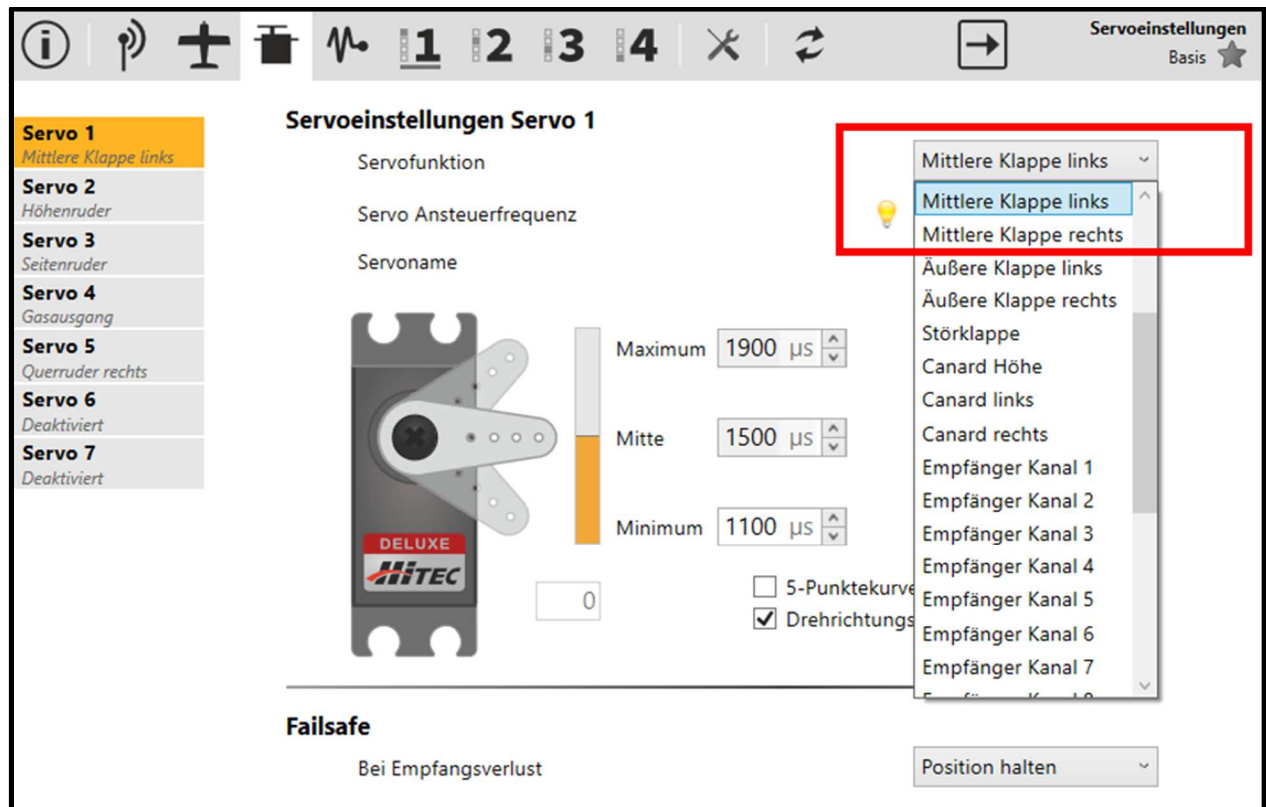 1 2 3 4
Servoeinstellungen
Basis
Servo 1
Mittlere Klappe links
Servo 2
Höhenruder
Servo 3
Seitenruder
Servo 4
Gasausgang
Servo 5
Querruder rechts
Servo 6
Deaktiviert
Servo 7
Deaktiviert
Servoeinstellungen Servo 1
Servofunktion
Mittlere Klappe links
Servo Ansteuerfrequenz
Servoname
Mittlere Klappe links
Mittlere Klappe rechts
Äußere Klappe links
Äußere Klappe rechts
Störklappe
Canard Höhe
Canard links
Canard rechts
Empfänger Kanal 1
Empfänger Kanal 2
Empfänger Kanal 3
Empfänger Kanal 4
Empfänger Kanal 5
Empfänger Kanal 6
Empfänger Kanal 7
Maximum 1900 µs
Mitte 1500 µs
Minimum 1100 µs
DELUXE
HiTEC
0
5-Punktekurve
Drehrichtungs
Failsafe
Bei Empfangsverlust
Position halten